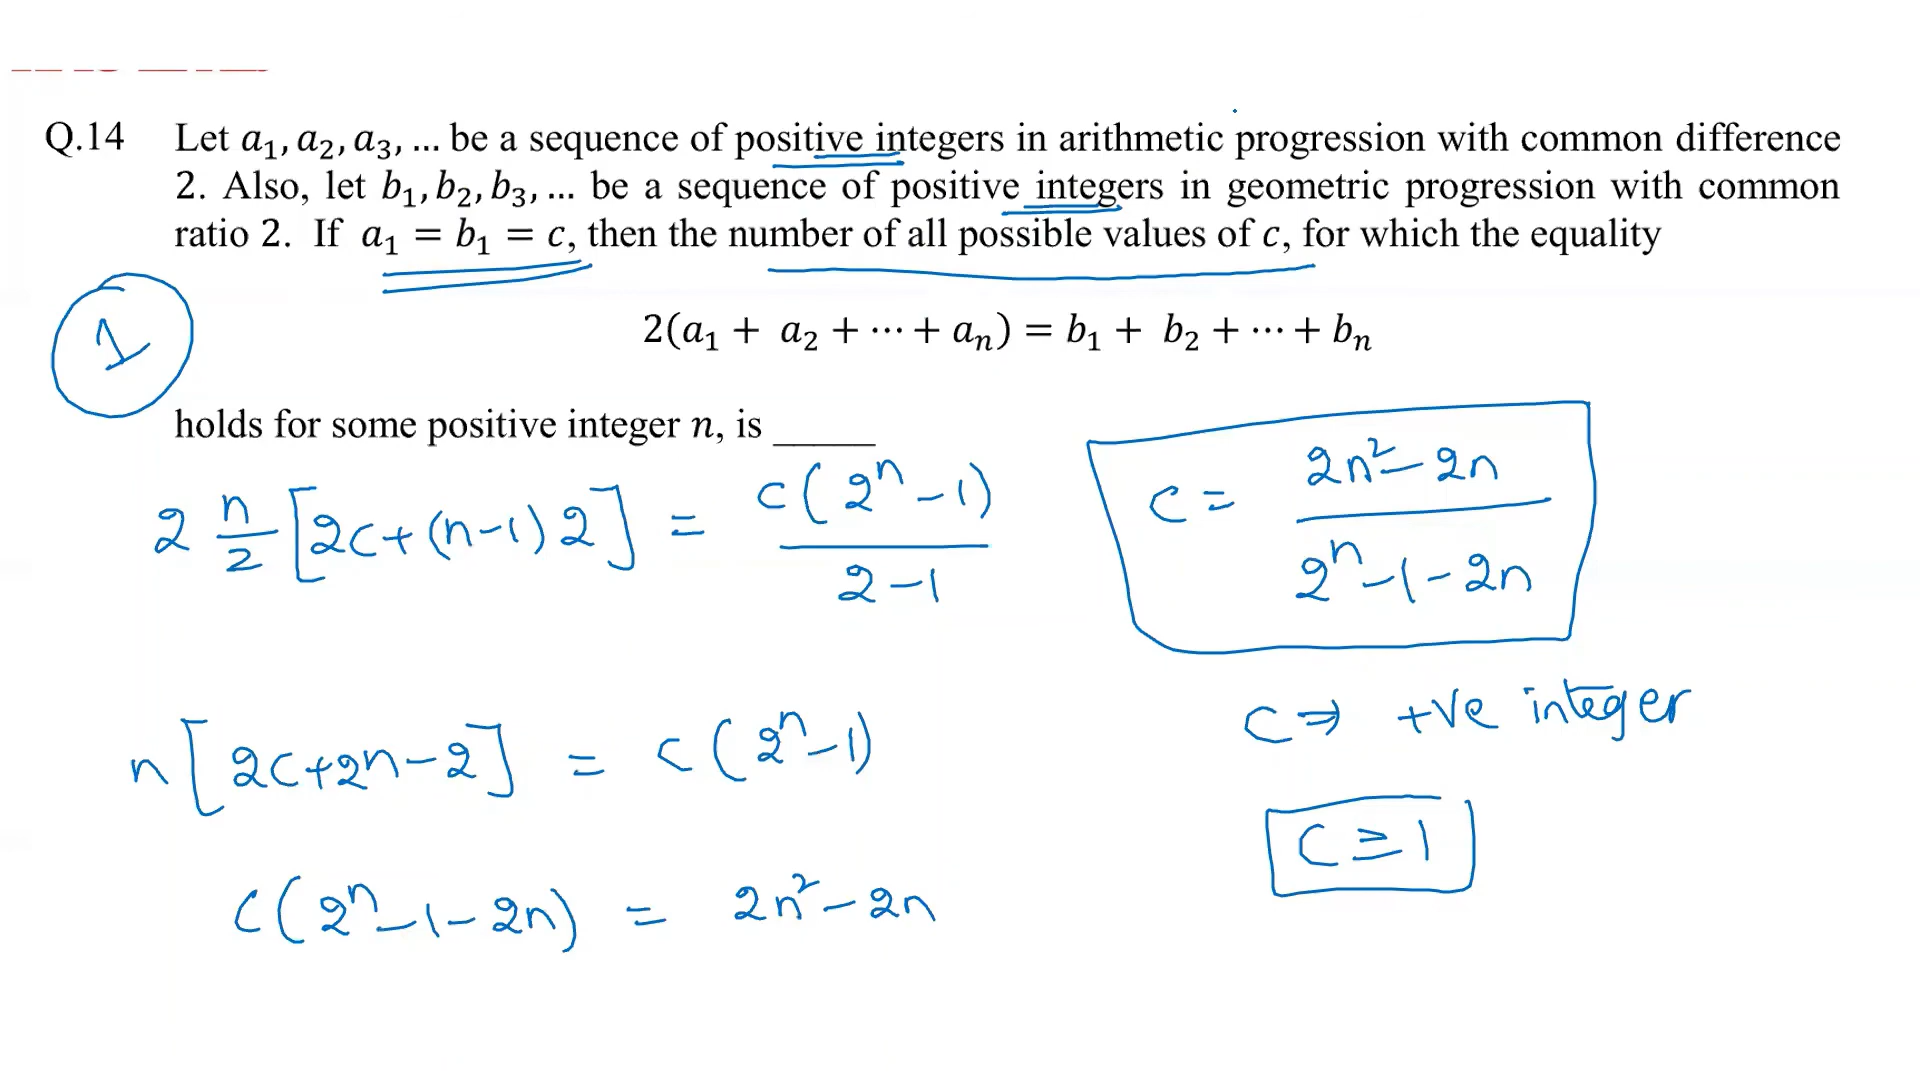 Q.14 Let a₁, a₂, a₃, … be a sequence of positive integers in arithmetic progression with common difference
2. Also, let b₁, b₂, b₃, … be a sequence of positive integers in geometric progression with common
ratio 2. If a₁ = b₁ = c, then the number of all possible values of c, for which the equality
1
2(a₁ + a₂ + ⋯ + aₙ) = b₁ + b₂ + ⋯ + bₙ
holds for some positive integer n, is _____
2 n/2 [2c+(n-1)2] = c(2ⁿ-1)/(2-1)
c = (2n²-2n)/(2ⁿ-1-2n)
n[2c+2n-2] = c(2ⁿ-1)
c ⇒ +ve integer
c(2ⁿ-1-2n) = 2n²-2n
c ≥ 1